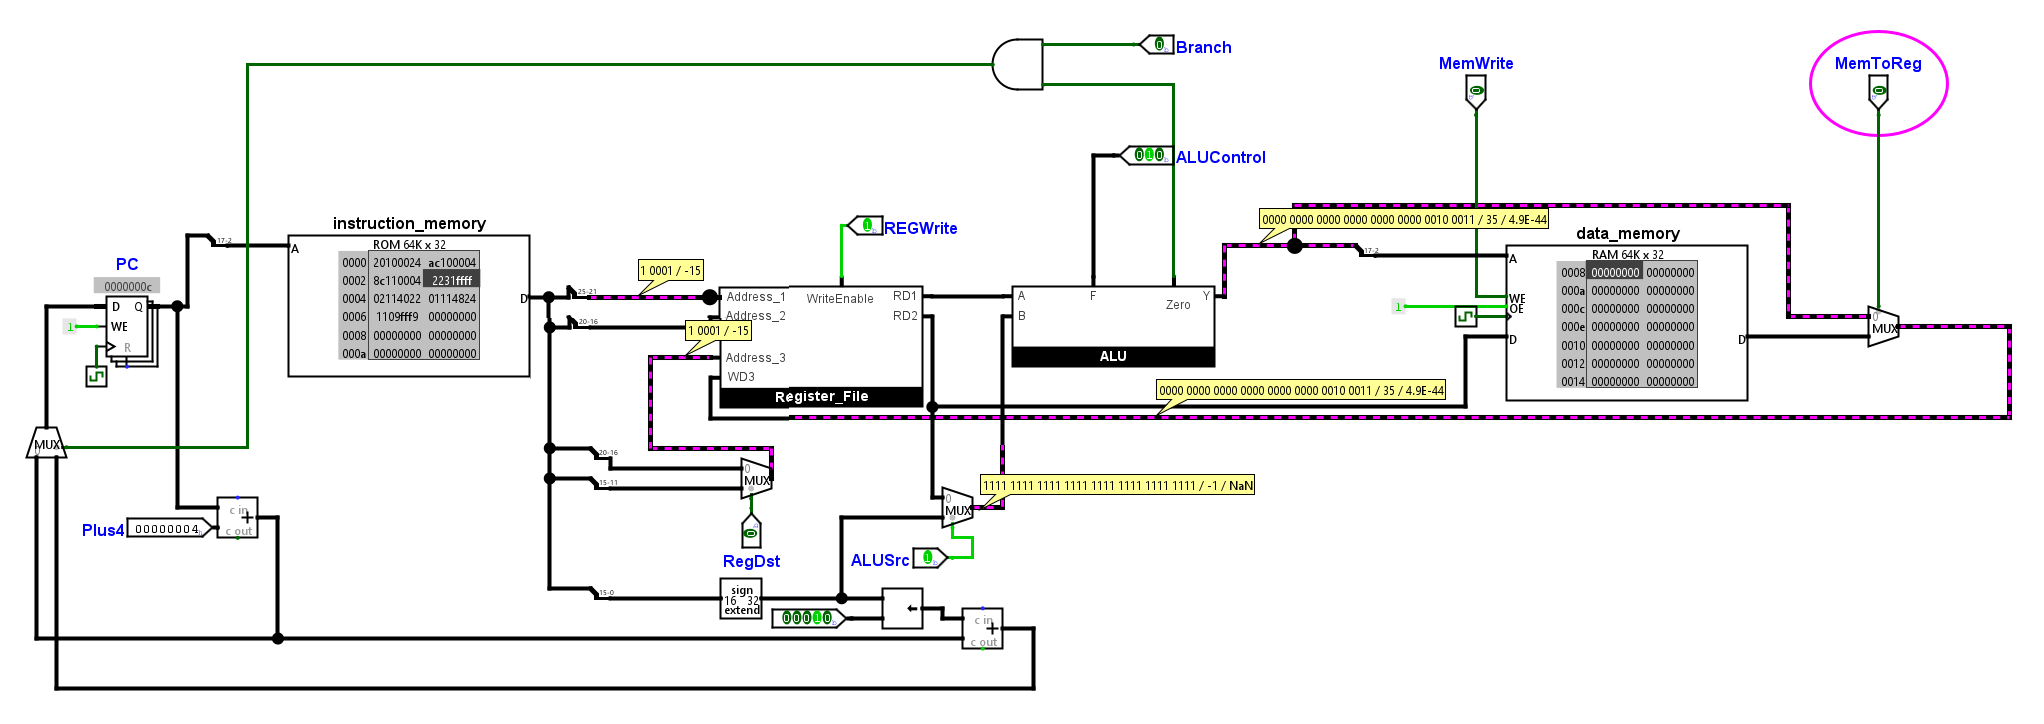 Branch
MemWrite
MemToReg
0
0
0
ALUControl
010
REGWrite
1
instruction_memory
ROM 64K x 32
A
0000 20100024 ac100004
0002 8c110004 2231ffff
0004 02114022 01114824
0006 1109fff9 00000000
0008 00000000 00000000
000a 00000000 00000000
D
17-2
PC
0000000c
D Q
WE
R
1
25-21
20-16
1 0001 / -15
1 0001 / -15
Address_1
Address_2
Address_3
WD3
WriteEnable
RD1
RD2
Register_File
A
B
F
Zero
Y
ALU
0000 0000 0000 0000 0000 0000 0010 0011 / 35 / 4.9E-44
17-2
data_memory
RAM 64K x 32
A
0008 00000000 00000000
000a 00000000 00000000
000c 00000000 00000000
000e 00000000 00000000
0010 00000000 00000000
0012 00000000 00000000
0014 00000000 00000000
WE
OE
D
D
1
0
MUX
0000 0000 0000 0000 0000 0000 0010 0011 / 35 / 4.9E-44
MUX
0
20-16
15-11
0
MUX
0
RegDst
1111 1111 1111 1111 1111 1111 1111 1111 / -1 / NaN
0
MUX
ALUSrc
1
Plus4
00000004
c in
+
c out
15-0
sign
16 32
extend
00010
c in
+
c out